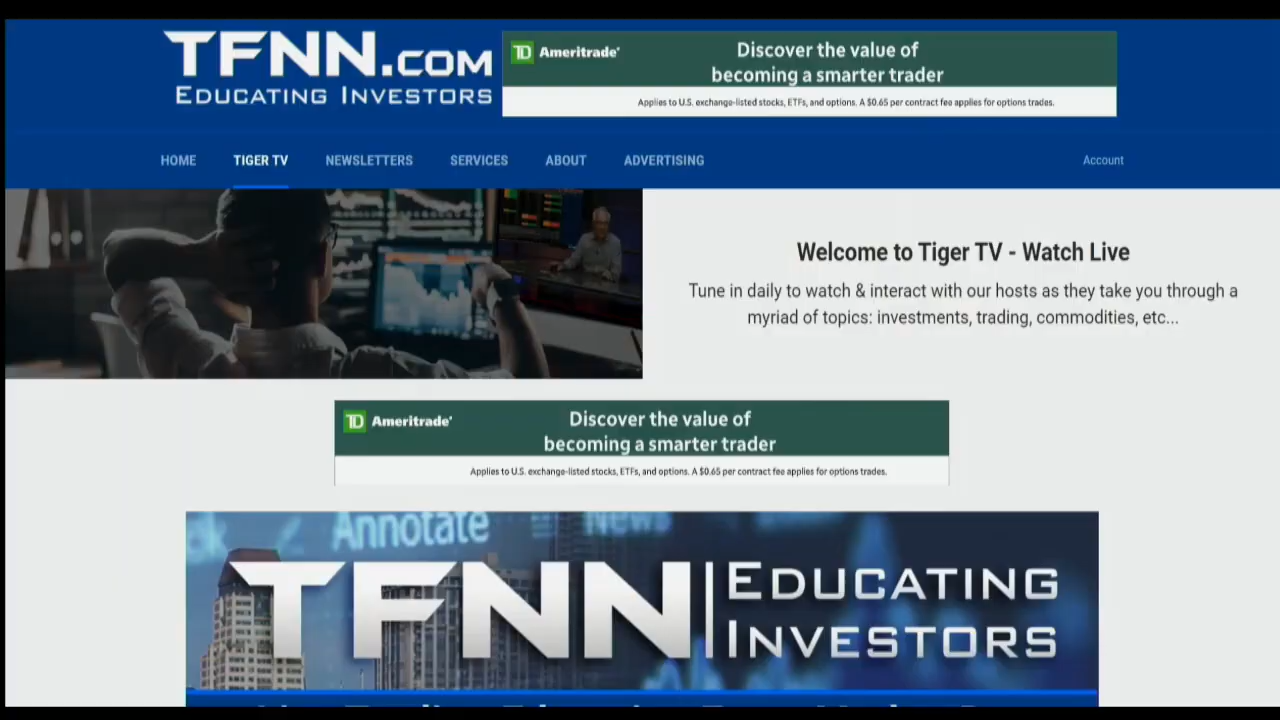 TFNN.COM
EDUCATING INVESTORS
TD Ameritrade
Discover the value of
becoming a smarter trader
Applies to U.S. exchange-listed stocks, ETFs, and options. A $0.65 per contract fee applies for options trades.
HOME TIGER TV NEWSLETTERS SERVICES ABOUT ADVERTISING Account
Welcome to Tiger TV - Watch Live
Tune in daily to watch & interact with our hosts as they take you through a
myriad of topics: investments, trading, commodities, etc...
TD Ameritrade
Discover the value of
becoming a smarter trader
Applies to U.S. exchange-listed stocks, ETFs, and options. A $0.65 per contract fee applies for options trades.
Annotate News
TFNN EDUCATING
INVESTORS